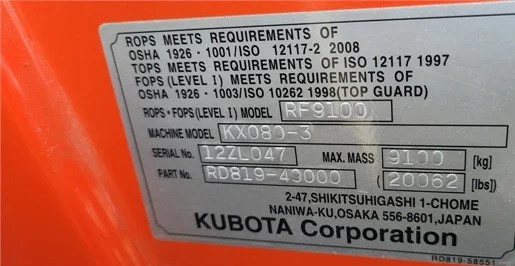 ROPS MEETS REQUIREMENTS OF
OSHA 1926・1001/ISO 12117-2 2008
TOPS MEETS REQUIREMENTS OF ISO 12117 1997
FOPS (LEVEL I) MEETS REQUIREMENTS OF
OSHA 1926・1003/ISO 10262 1998(TOP GUARD)
ROPS・FOPS(LEVEL I) MODEL RF9100
MACHINE MODEL KX080-3
SERIAL No. 12ZL047 MAX. MASS 9100 [kg]
PART No. RD819-49000 (20062) [lbs]
2-47,SHIKITSUHIGASHI 1-CHOME
NANIWA-KU,OSAKA 556-8601,JAPAN
KUBOTA Corporation
RD819-58551